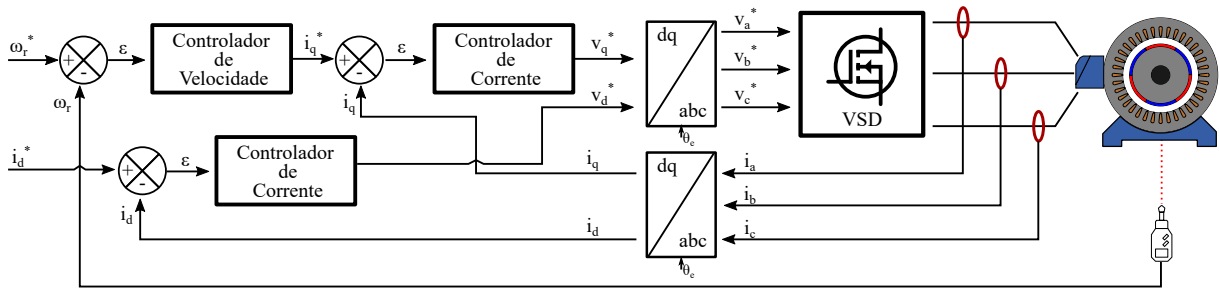 ωr*
+
-
ε
Controlador
de
Velocidade
iq*
+
-
ε
Controlador
de
Corrente
vq*
vd*
dq
abc
θe
va*
vb*
vc*
VSD
ωr
iq
id*
+
-
ε
Controlador
de
Corrente
id
iq
id
dq
abc
θe
ia
ib
ic